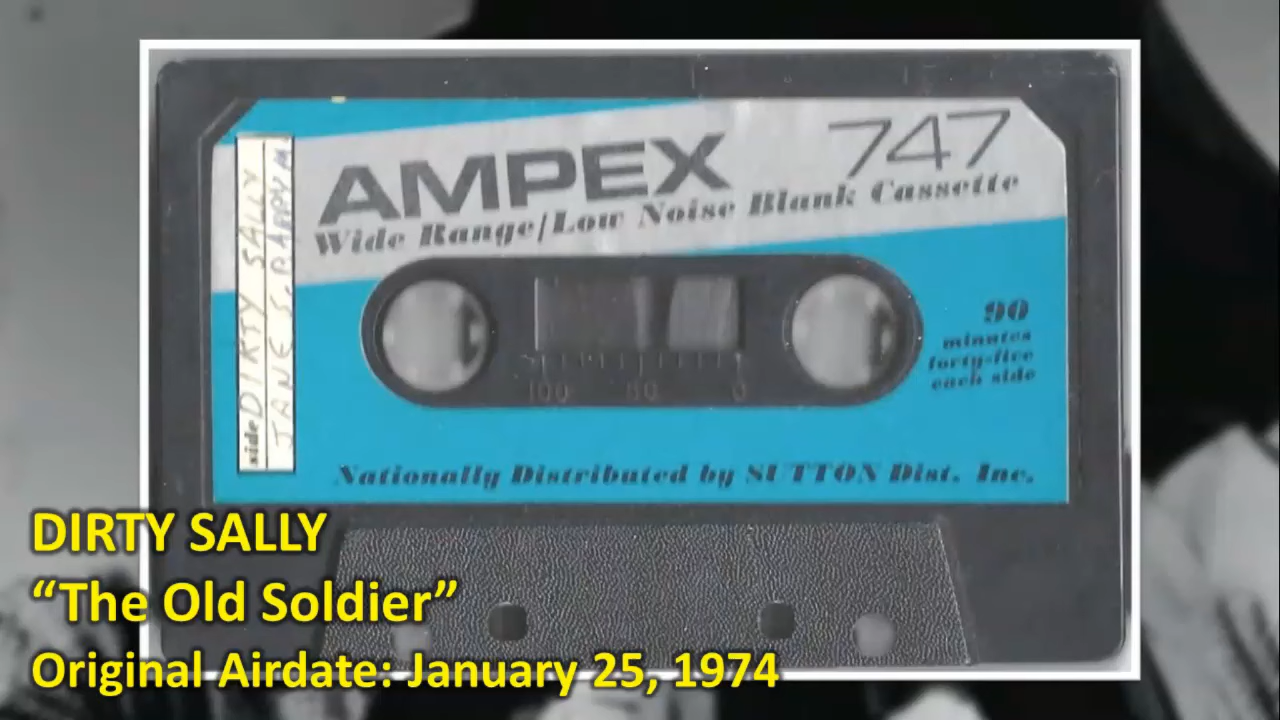 AMPEX 747
Wide Range/Low Noise Blank Cassette
side DIRTY SALLY
JANE S.
90
minutes
forty-five
each side
100 50 0
Nationally Distributed by SUTTON Dist. Inc.
DIRTY SALLY
“The Old Soldier”
Original Airdate: January 25, 1974